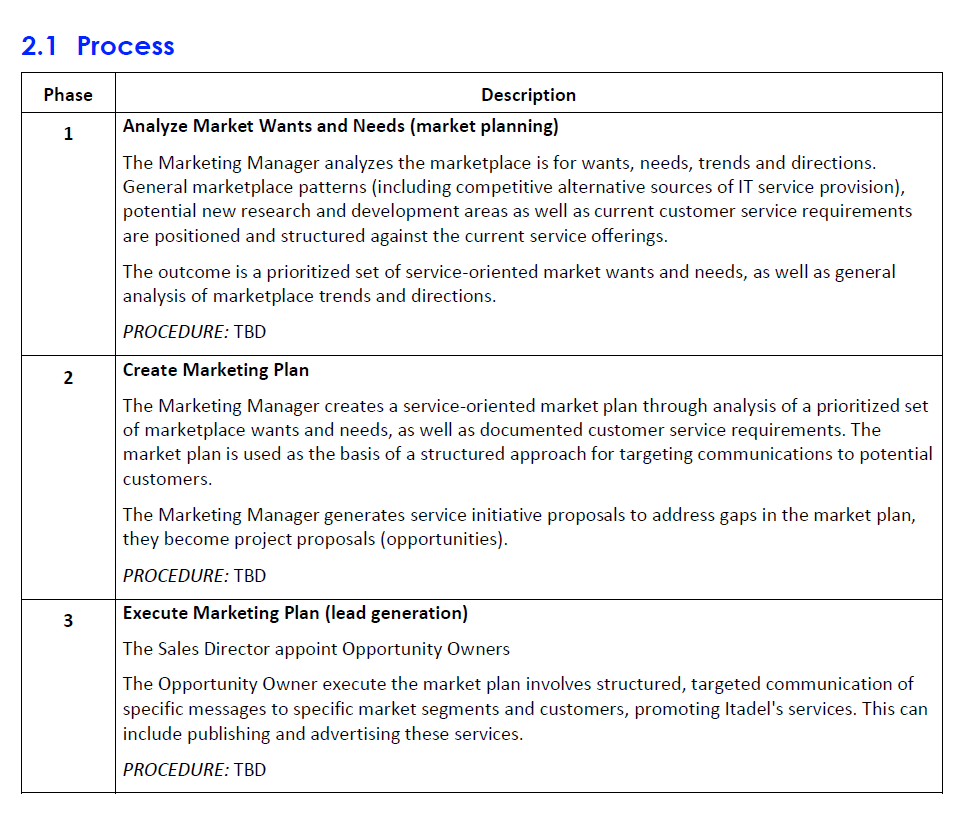 2.1 Process
Phase
Description
1
Analyze Market Wants and Needs (market planning)
The Marketing Manager analyzes the marketplace is for wants, needs, trends and directions.
General marketplace patterns (including competitive alternative sources of IT service provision),
potential new research and development areas as well as current customer service requirements
are positioned and structured against the current service offerings.
The outcome is a prioritized set of service-oriented market wants and needs, as well as general
analysis of marketplace trends and directions.
PROCEDURE: TBD
2
Create Marketing Plan
The Marketing Manager creates a service-oriented market plan through analysis of a prioritized set
of marketplace wants and needs, as well as documented customer service requirements. The
market plan is used as the basis of a structured approach for targeting communications to potential
customers.
The Marketing Manager generates service initiative proposals to address gaps in the market plan,
they become project proposals (opportunities).
PROCEDURE: TBD
3
Execute Marketing Plan (lead generation)
The Sales Director appoint Opportunity Owners
The Opportunity Owner execute the market plan involves structured, targeted communication of
specific messages to specific market segments and customers, promoting Itadel's services. This can
include publishing and advertising these services.
PROCEDURE: TBD